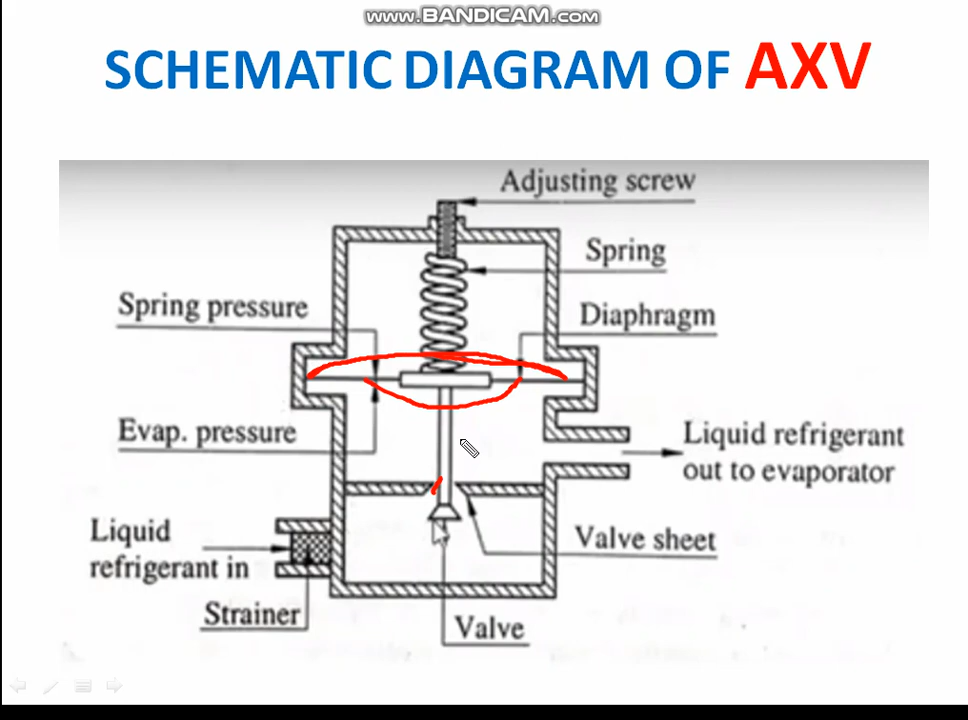 www.BANDICAM.com
SCHEMATIC DIAGRAM OF AXV
Adjusting screw
Spring
Spring pressure
Diaphragm
Evap. pressure
Liquid refrigerant
out to evaporator
Liquid
refrigerant in
Valve sheet
Strainer
Valve